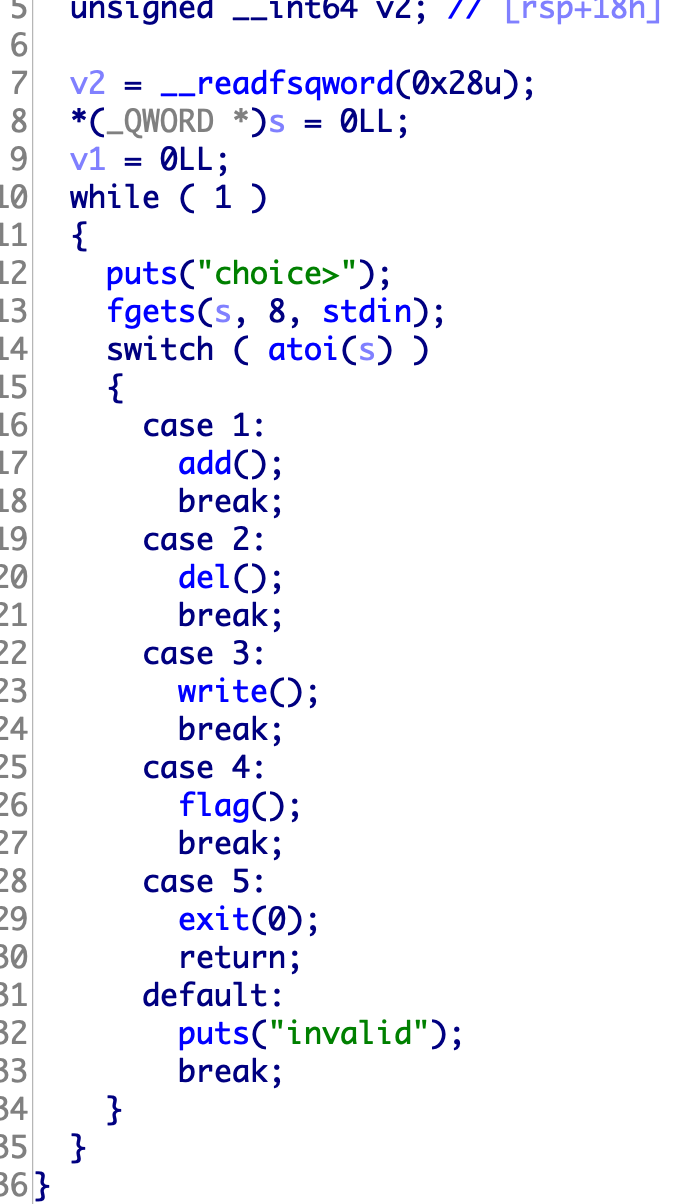 5 unsigned __int64 v2; // [rsp+18h]
6
7 v2 = __readfsqword(0x28u);
8 *(_QWORD *)s = 0LL;
9 v1 = 0LL;
10 while ( 1 )
11 {
12 puts("choice>");
13 fgets(s, 8, stdin);
14 switch ( atoi(s) )
15 {
16 case 1:
17 add();
18 break;
19 case 2:
20 del();
21 break;
22 case 3:
23 write();
24 break;
25 case 4:
26 flag();
27 break;
28 case 5:
29 exit(0);
30 return;
31 default:
32 puts("invalid");
33 break;
34 }
35 }
36 }